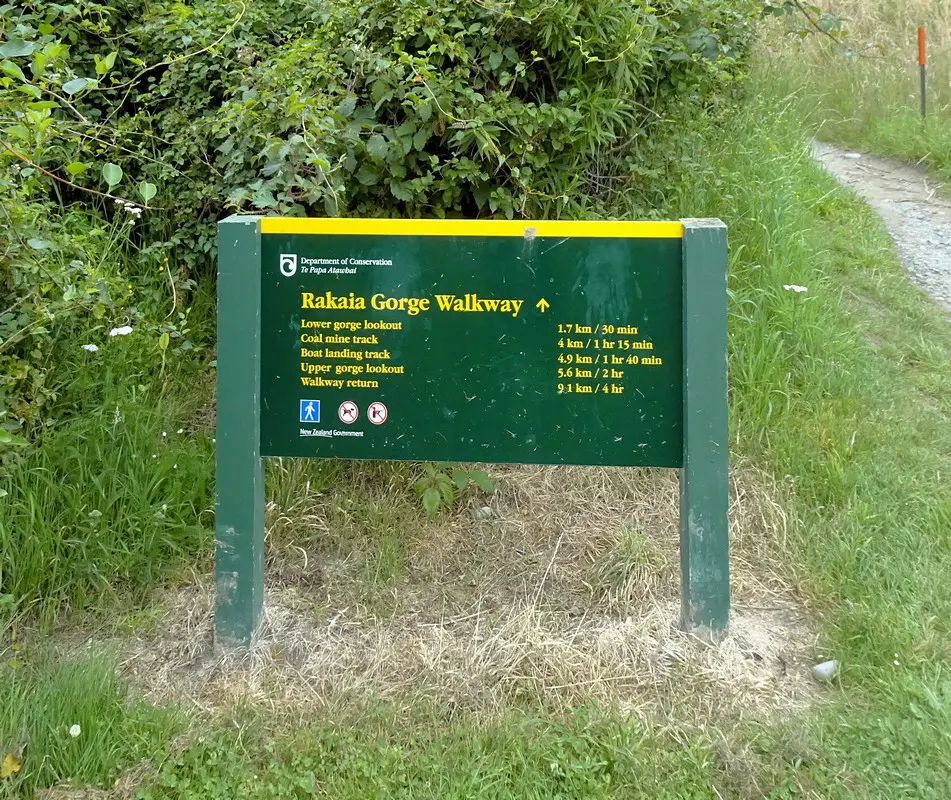 Department of Conservation
Te Papa Atawhai
Rakaia Gorge Walkway ↑
Lower gorge lookout 1.7 km / 30 min
Coal mine track 4 km / 1 hr 15 min
Boat landing track 4.9 km / 1 hr 40 min
Upper gorge lookout 5.6 km / 2 hr
Walkway return 9.1 km / 4 hr
New Zealand Government